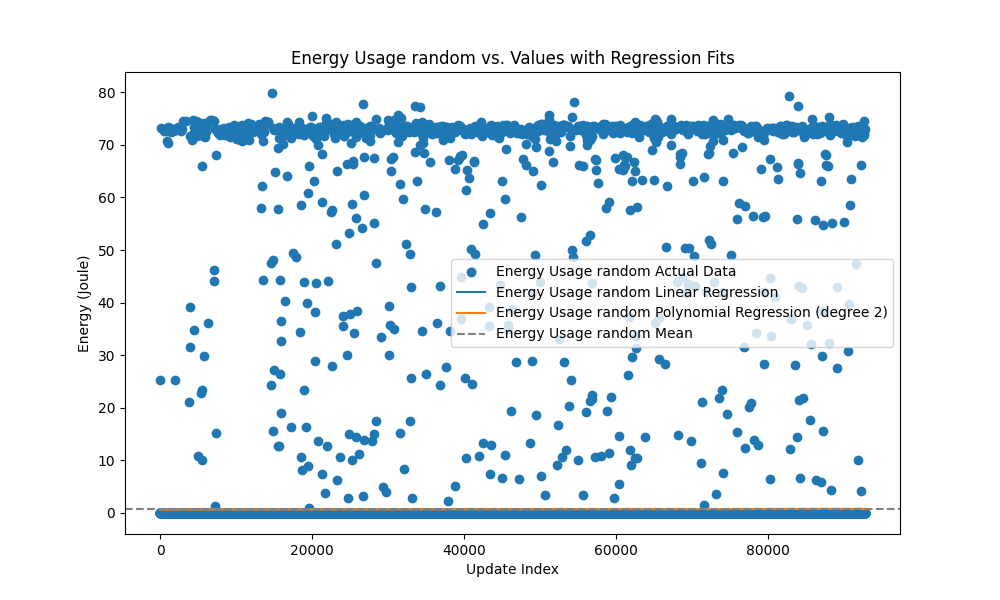 Energy Usage random vs. Values with Regression Fits
80
70
60
50
40
30
20
10
0
Energy (Joule)
Energy Usage random Actual Data
Energy Usage random Linear Regression
Energy Usage random Polynomial Regression (degree 2)
Energy Usage random Mean
0 20000 40000 60000 80000
Update Index